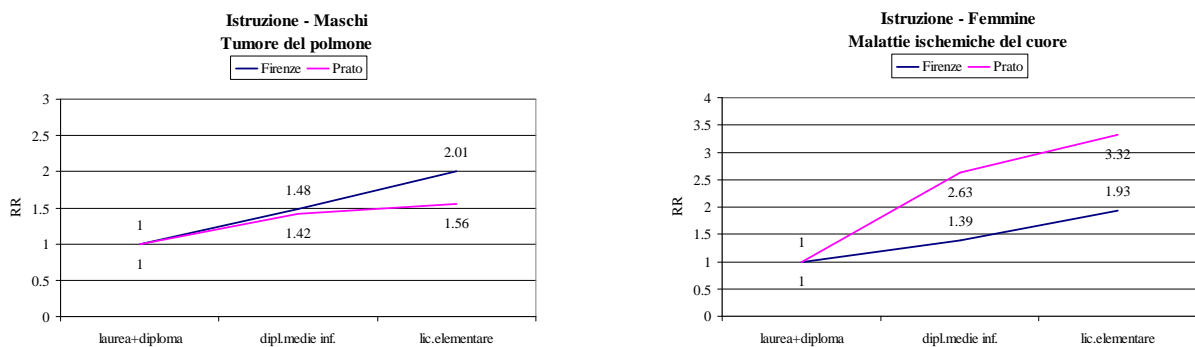 Istruzione - Maschi
Tumore del polmone
Firenze Prato
3
2.5
2
1.5
1
0.5
0
RR
2.01
1.48
1.42
1.56
1
1
laurea+diploma dipl.medie inf. lic.elementare
Istruzione - Femmine
Malattie ischemiche del cuore
Firenze Prato
4
3.5
3
2.5
2
1.5
1
0.5
0
RR
3.32
2.63
1.93
1.39
1
1
laurea+diploma dipl.medie inf. lic.elementare